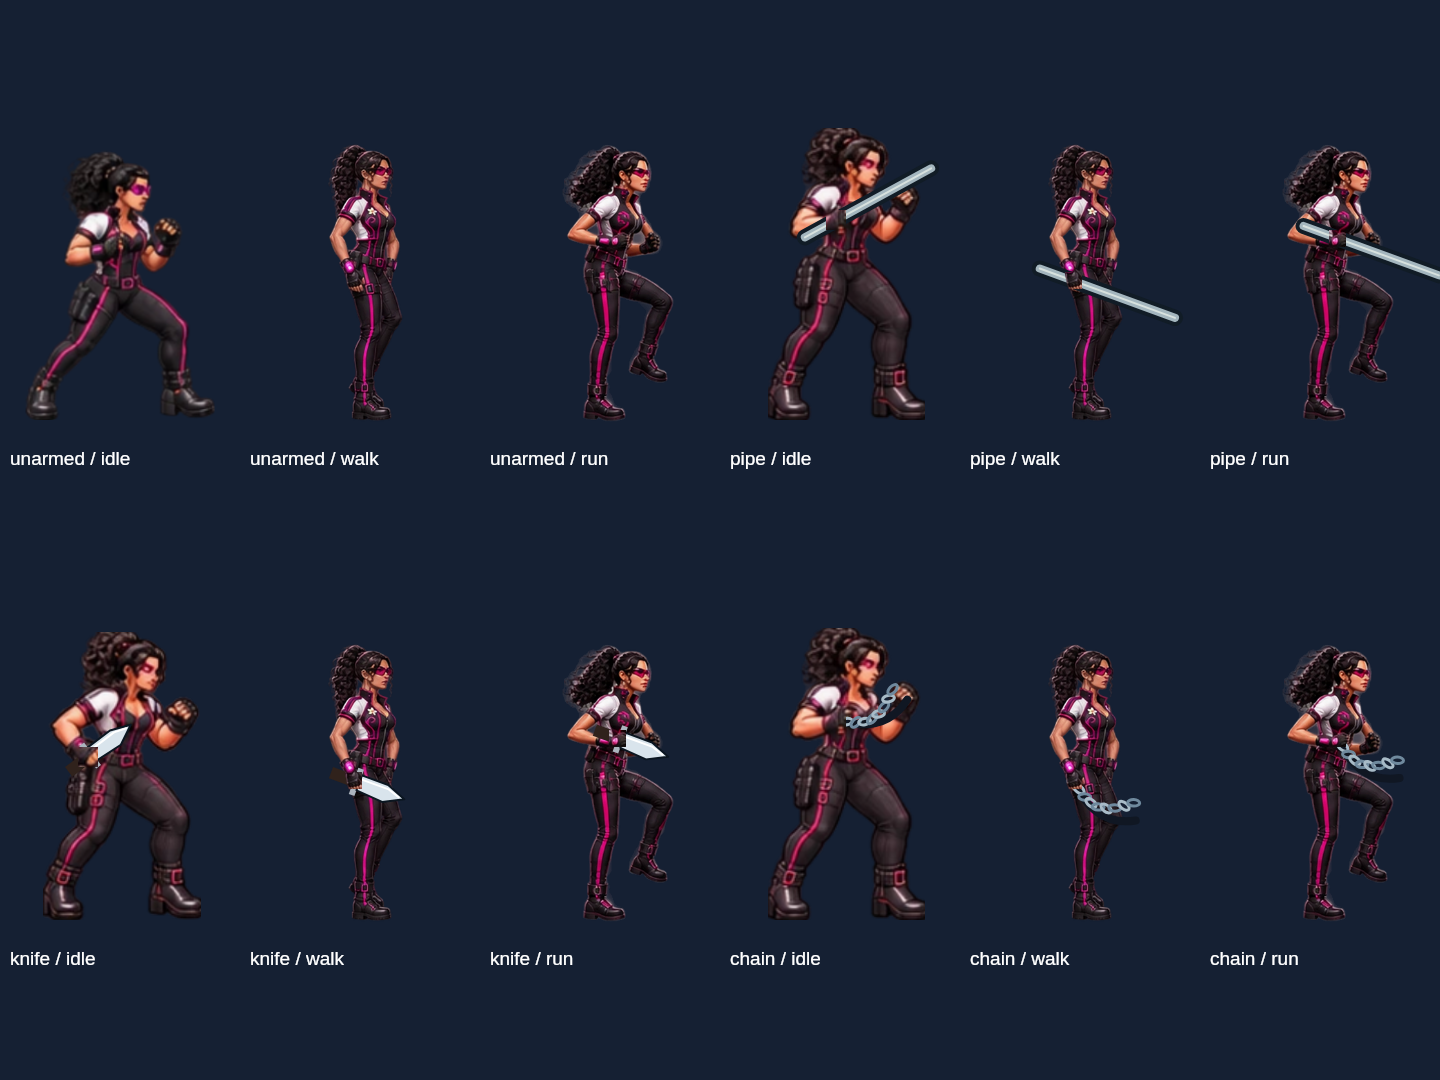 unarmed / idle
unarmed / walk
unarmed / run
pipe / idle
pipe / walk
pipe / run
knife / idle
knife / walk
knife / run
chain / idle
chain / walk
chain / run